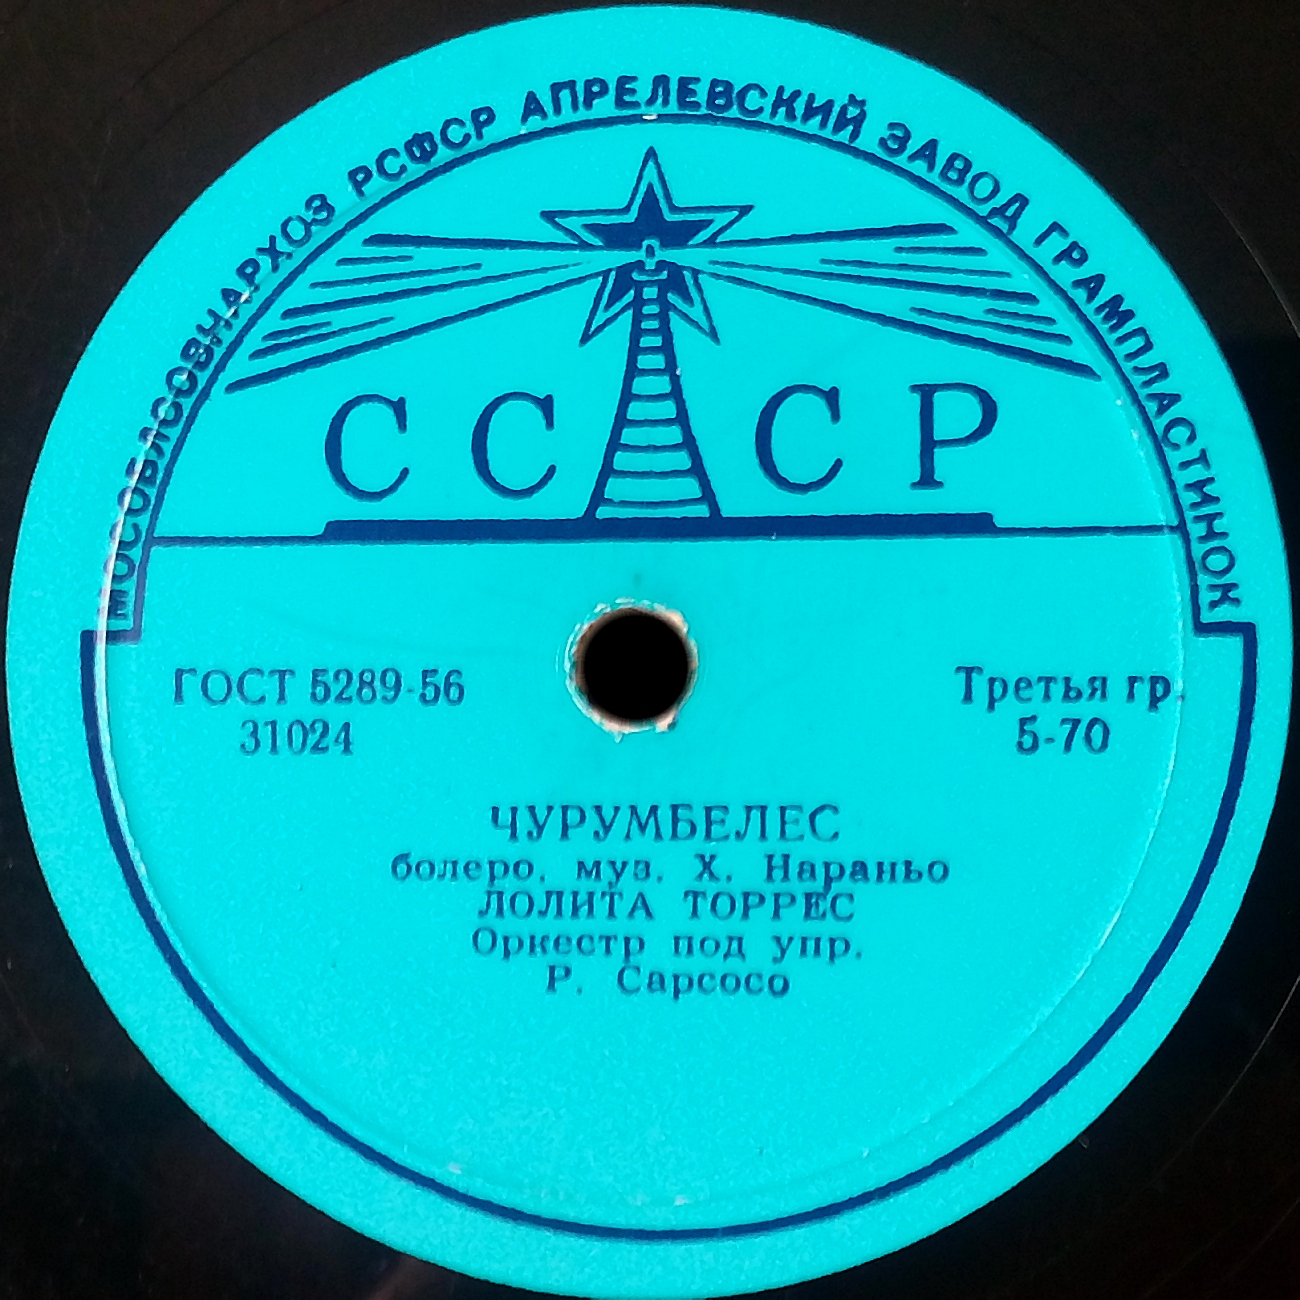 МОСОБЛСОВНАРХОЗ РСФСР АПРЕЛЕВСКИЙ ЗАВОД ГРАМПЛАСТИНОК
СССР
ГОСТ 5289-56
31024
Третья гр.
5-70
ЧУРУМБЕЛЕС
болеро, муз. Х. Нараньо
ЛОЛИТА ТОРРЕС
Оркестр под упр.
Р. Сарсосо